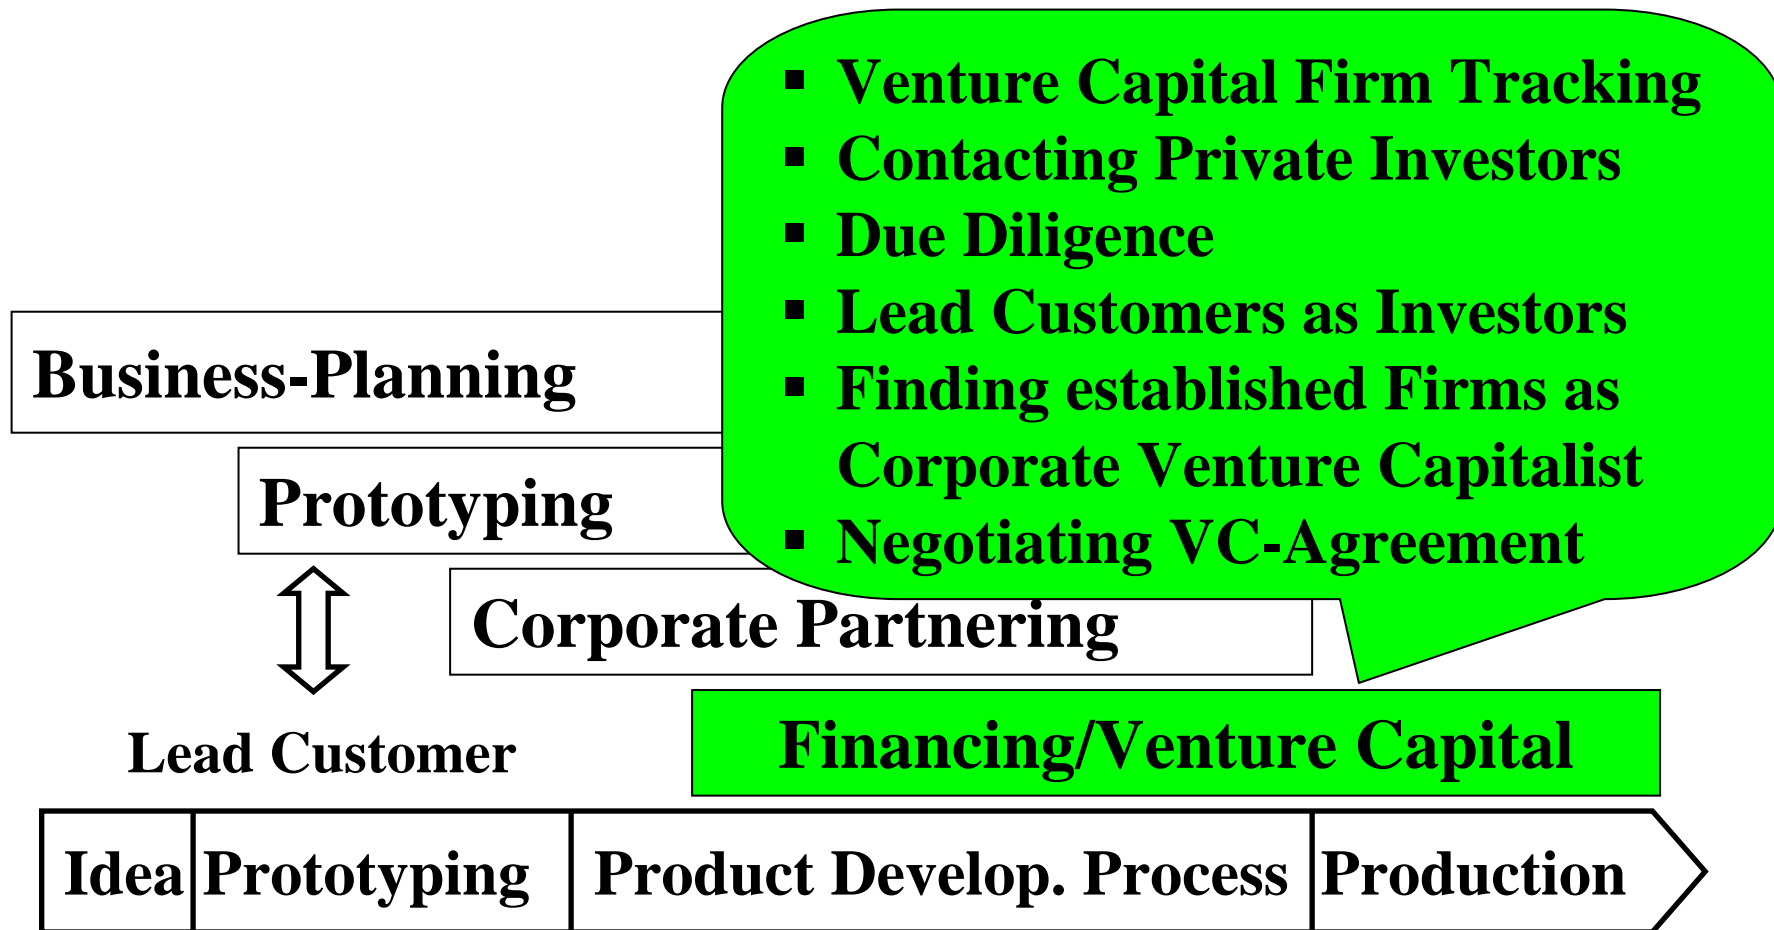 ▪ Venture Capital Firm Tracking
▪ Contacting Private Investors
▪ Due Diligence
▪ Lead Customers as Investors
▪ Finding established Firms as
Corporate Venture Capitalist
▪ Negotiating VC-Agreement
Business-Planning
Prototyping
Corporate Partnering
Lead Customer
Financing/Venture Capital
Idea Prototyping Product Develop. Process Production